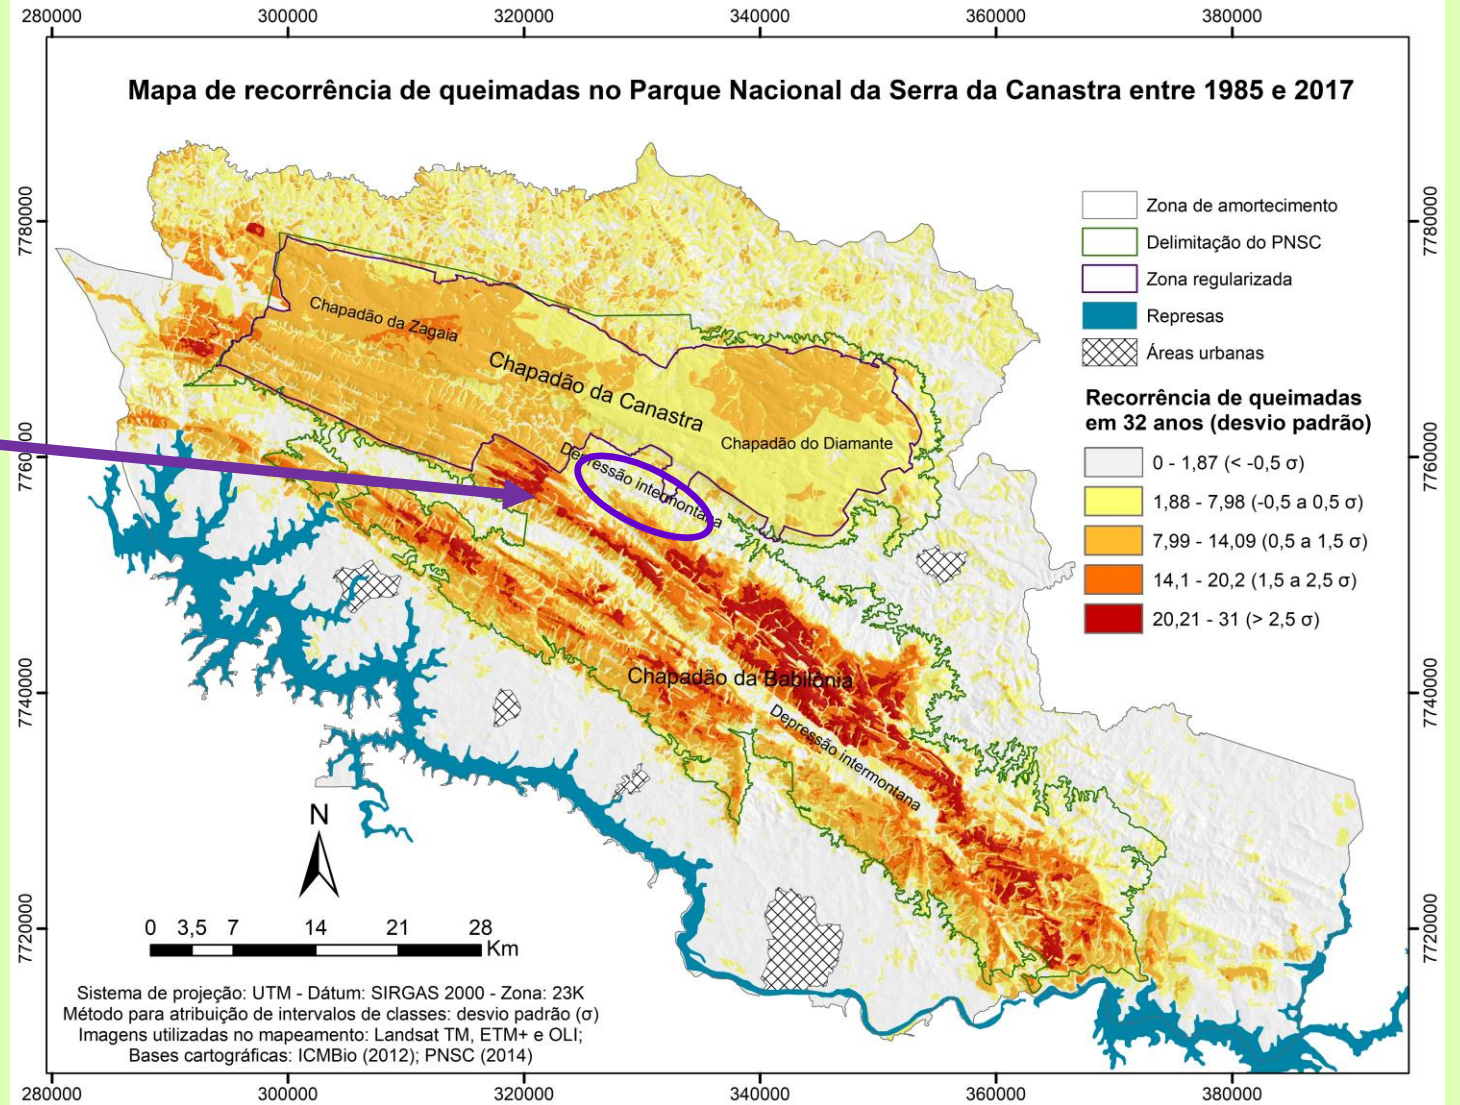 280000 300000 320000 340000 360000 380000
Mapa de recorrência de queimadas no Parque Nacional da Serra da Canastra entre 1985 e 2017
7780000
7760000
7740000
7720000
7780000
7760000
7740000
7720000
Zona de amortecimento
Delimitação do PNSC
Zona regularizada
Represas
Áreas urbanas
Recorrência de queimadas
em 32 anos (desvio padrão)
0 - 1,87 (< -0,5 σ)
1,88 - 7,98 (-0,5 a 0,5 σ)
7,99 - 14,09 (0,5 a 1,5 σ)
14,1 - 20,2 (1,5 a 2,5 σ)
20,21 - 31 (> 2,5 σ)
Chapadão da Zagaia
Chapadão da Canastra
Chapadão do Diamante
Depressão intermontana
Chapadão da Babilônia
Depressão intermontana
N
0 3,5 7 14 21 28
Km
Sistema de projeção: UTM - Dátum: SIRGAS 2000 - Zona: 23K
Método para atribuição de intervalos de classes: desvio padrão (σ)
Imagens utilizadas no mapeamento: Landsat TM, ETM+ e OLI;
Bases cartográficas: ICMBio (2012); PNSC (2014)
280000 300000 320000 340000 360000 380000